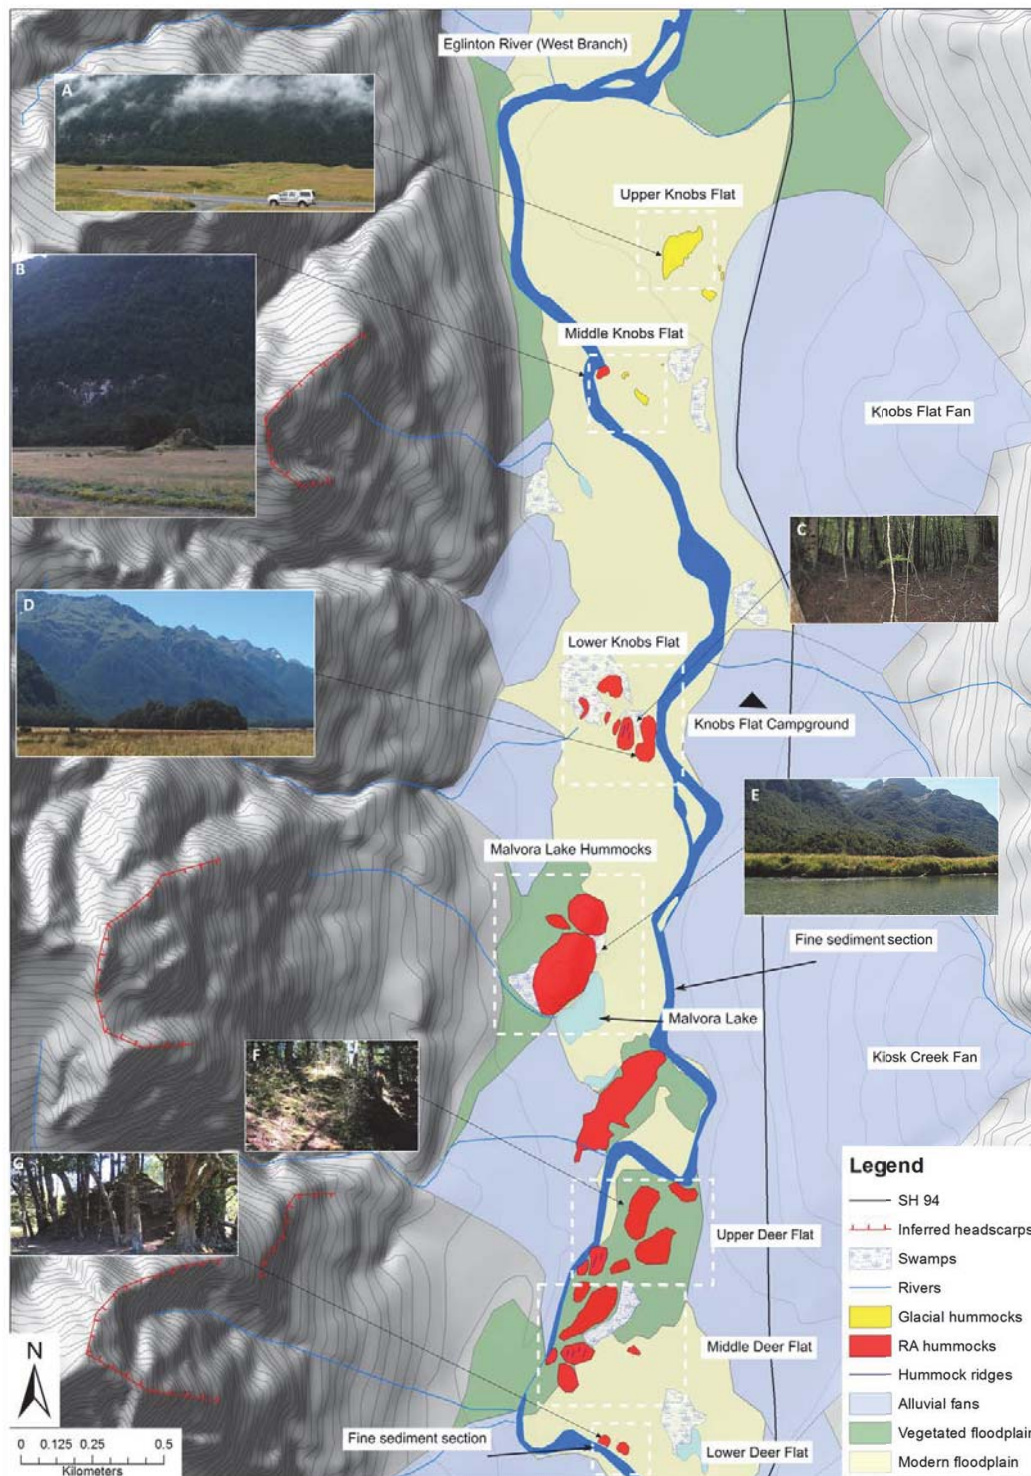 Eglinton River (West Branch)
A
Upper Knobs Flat
B
Middle Knobs Flat
Knobs Flat Fan
C
D
Lower Knobs Flat
Knobs Flat Campground
E
Malvora Lake Hummocks
Fine sediment section
Malvora Lake
F
Kiosk Creek Fan
G
Upper Deer Flat
Middle Deer Flat
Fine sediment section
Lower Deer Flat
Legend
SH 94
Inferred headscarps
Swamps
Rivers
Glacial hummocks
RA hummocks
Hummock ridges
Alluvial fans
Vegetated floodplain
Modern floodplain
N
0 0.125 0.25 0.5
Kilometers